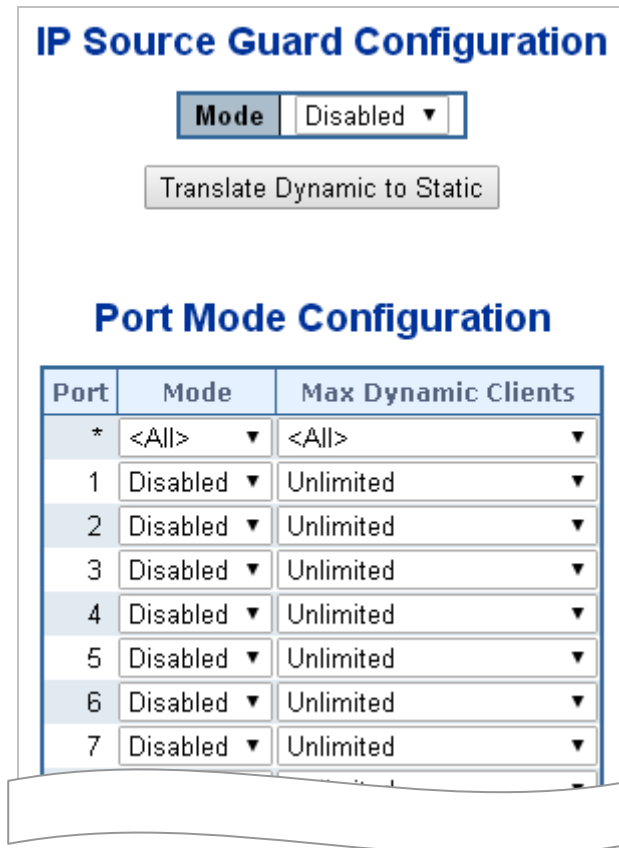 IP Source Guard Configuration
Mode Disabled
Translate Dynamic to Static
Port Mode Configuration
Port Mode Max Dynamic Clients
* <All> <All>
1 Disabled Unlimited
2 Disabled Unlimited
3 Disabled Unlimited
4 Disabled Unlimited
5 Disabled Unlimited
6 Disabled Unlimited
7 Disabled Unlimited